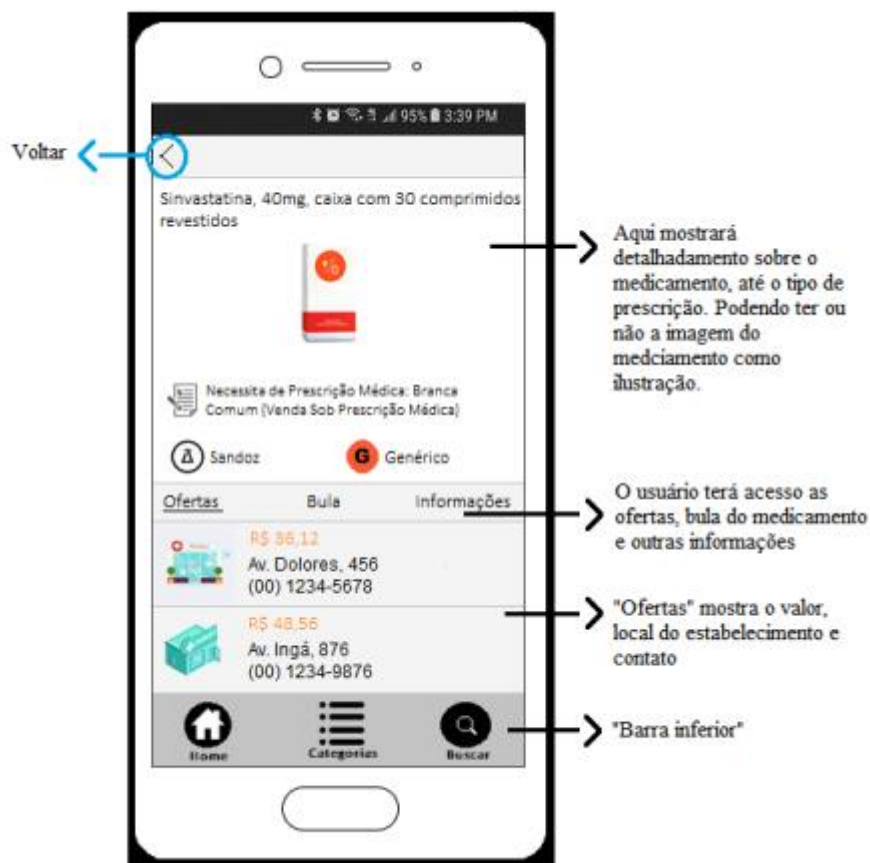 95% 3:39 PM
Voltar
Sinvastatina, 40mg, caixa com 30 comprimidos
revestidos
Aqui mostrará
detalhadamento sobre o
medicamento, até o tipo de
prescrição. Podendo ter ou
não a imagem do
medciamento como
ilustração.
Necessita de Prescrição Médica: Branca
Comum (Venda Sob Prescrição Médica)
Sandoz
G Genérico
Ofertas Bula Informações
O usuário terá acesso as
ofertas, bula do medicamento
e outras informações
R$ 36,12
Av. Dolores, 456
(00) 1234-5678
"Ofertas" mostra o valor,
local do estabelecimento e
contato
R$ 48,56
Av. Ingá, 876
(00) 1234-9876
Home Categorias Buscar
"Barra inferior"